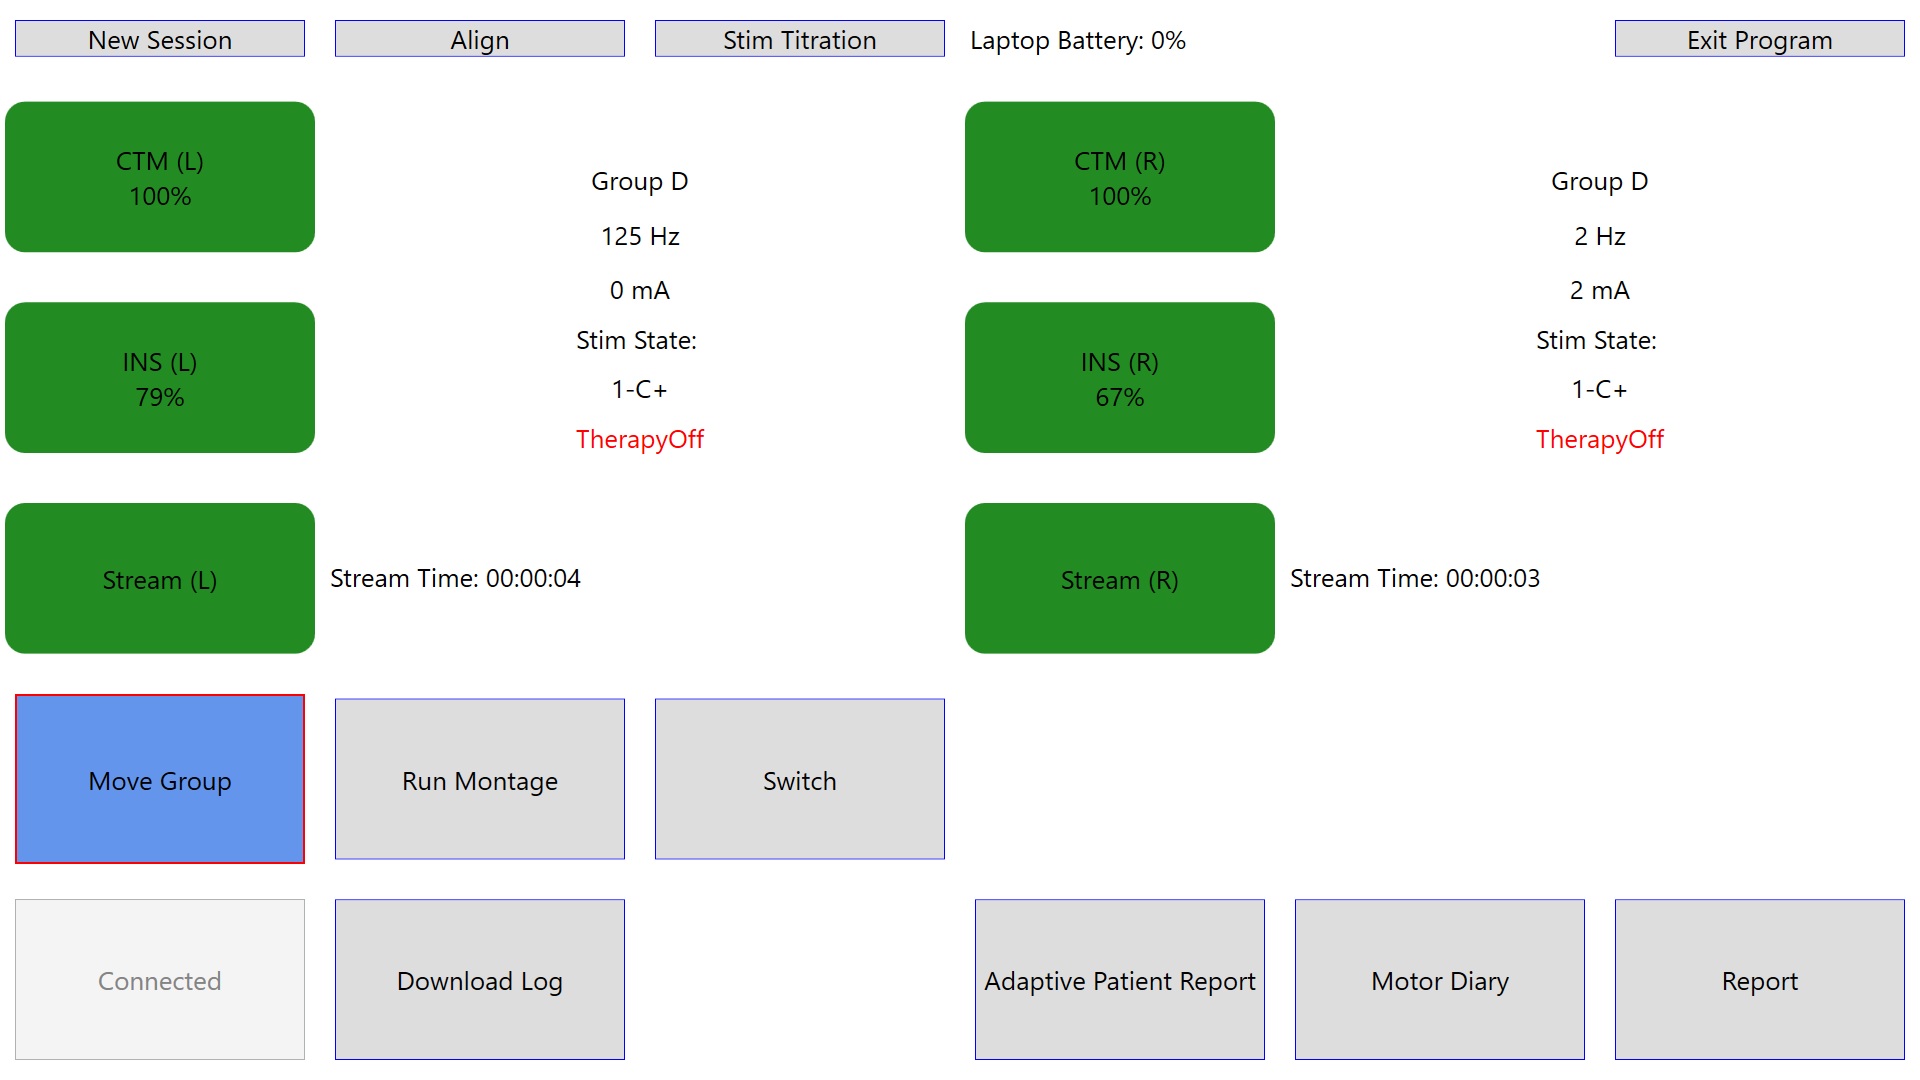 New Session
Align
Stim Titration
Laptop Battery: 0%
Exit Program
CTM (L)
100%
Group D
125 Hz
0 mA
Stim State:
1-C+
TherapyOff
INS (L)
79%
Stream (L)
Stream Time: 00:00:04
CTM (R)
100%
Group D
2 Hz
2 mA
Stim State:
1-C+
TherapyOff
INS (R)
67%
Stream (R)
Stream Time: 00:00:03
Move Group
Run Montage
Switch
Connected
Download Log
Adaptive Patient Report
Motor Diary
Report